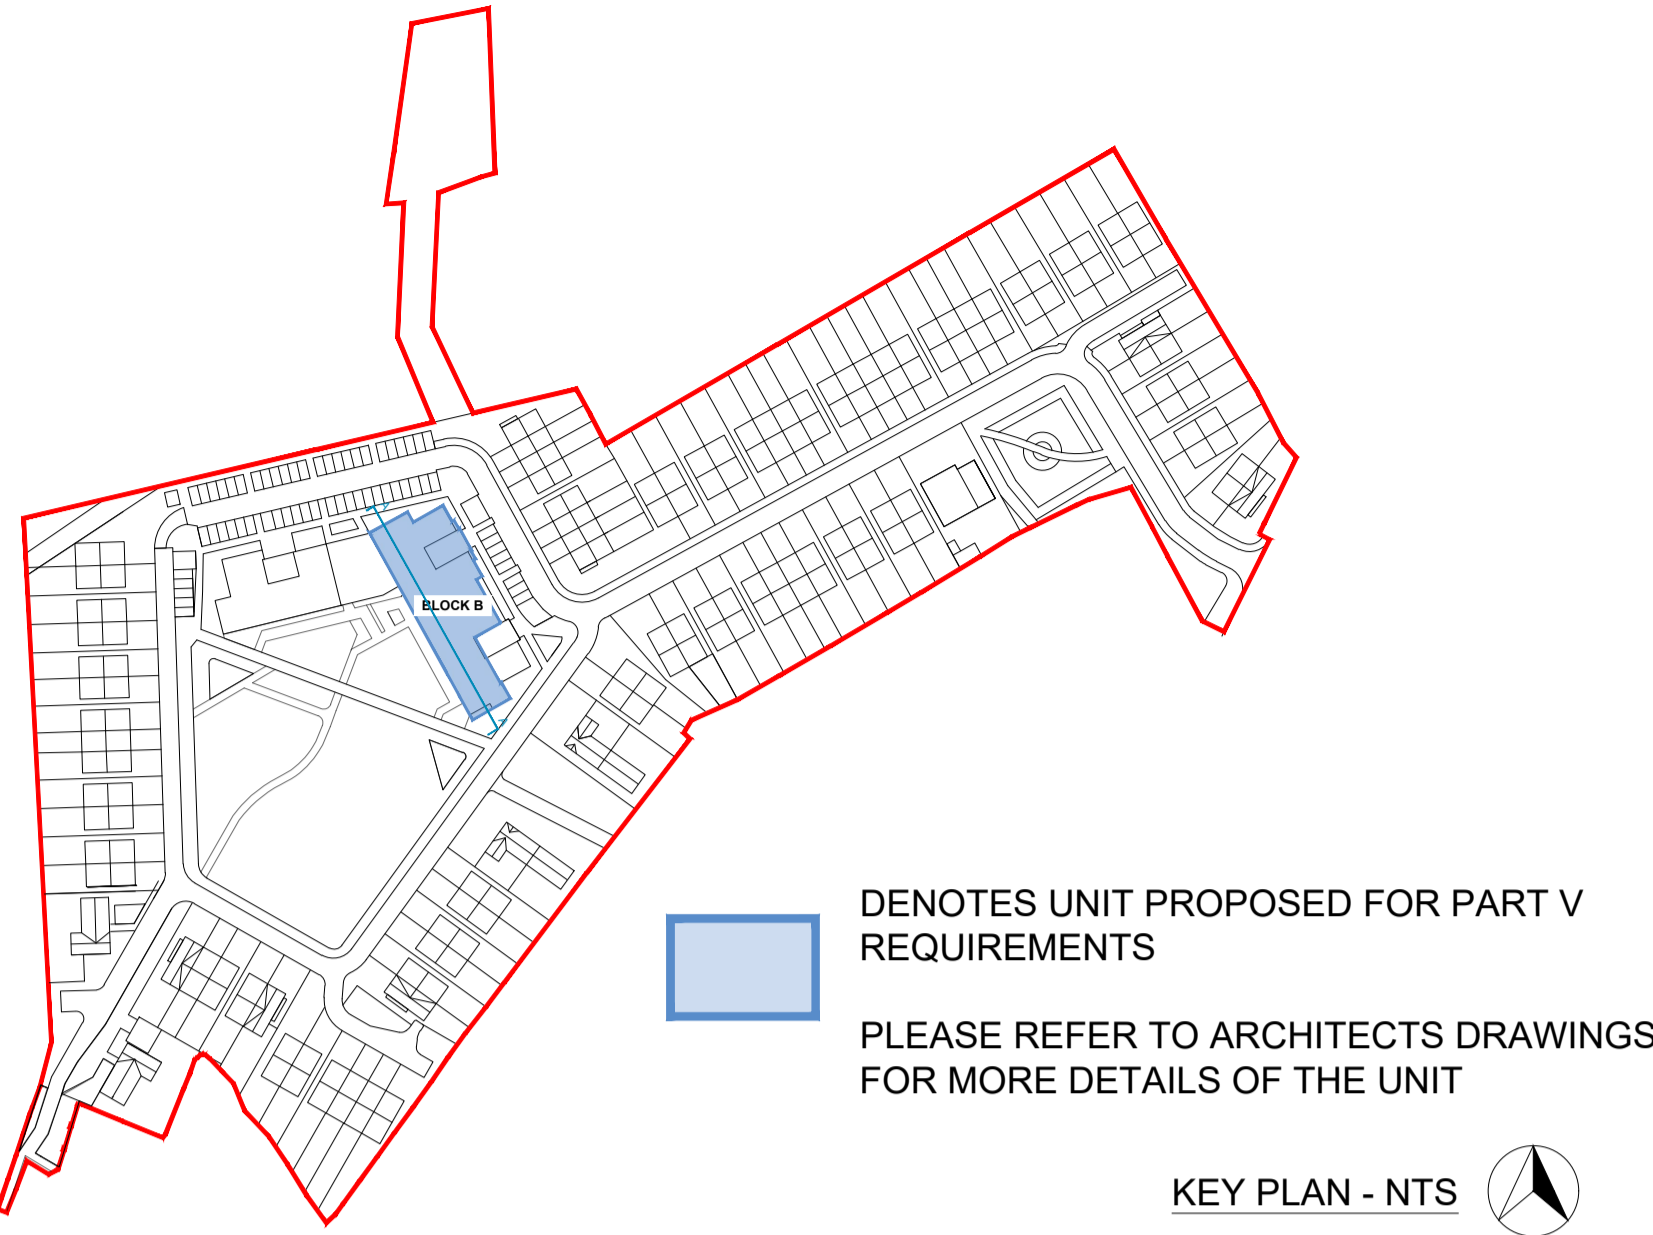 BLOCK B
DENOTES UNIT PROPOSED FOR PART V
REQUIREMENTS
PLEASE REFER TO ARCHITECTS DRAWINGS
FOR MORE DETAILS OF THE UNIT
KEY PLAN - NTS